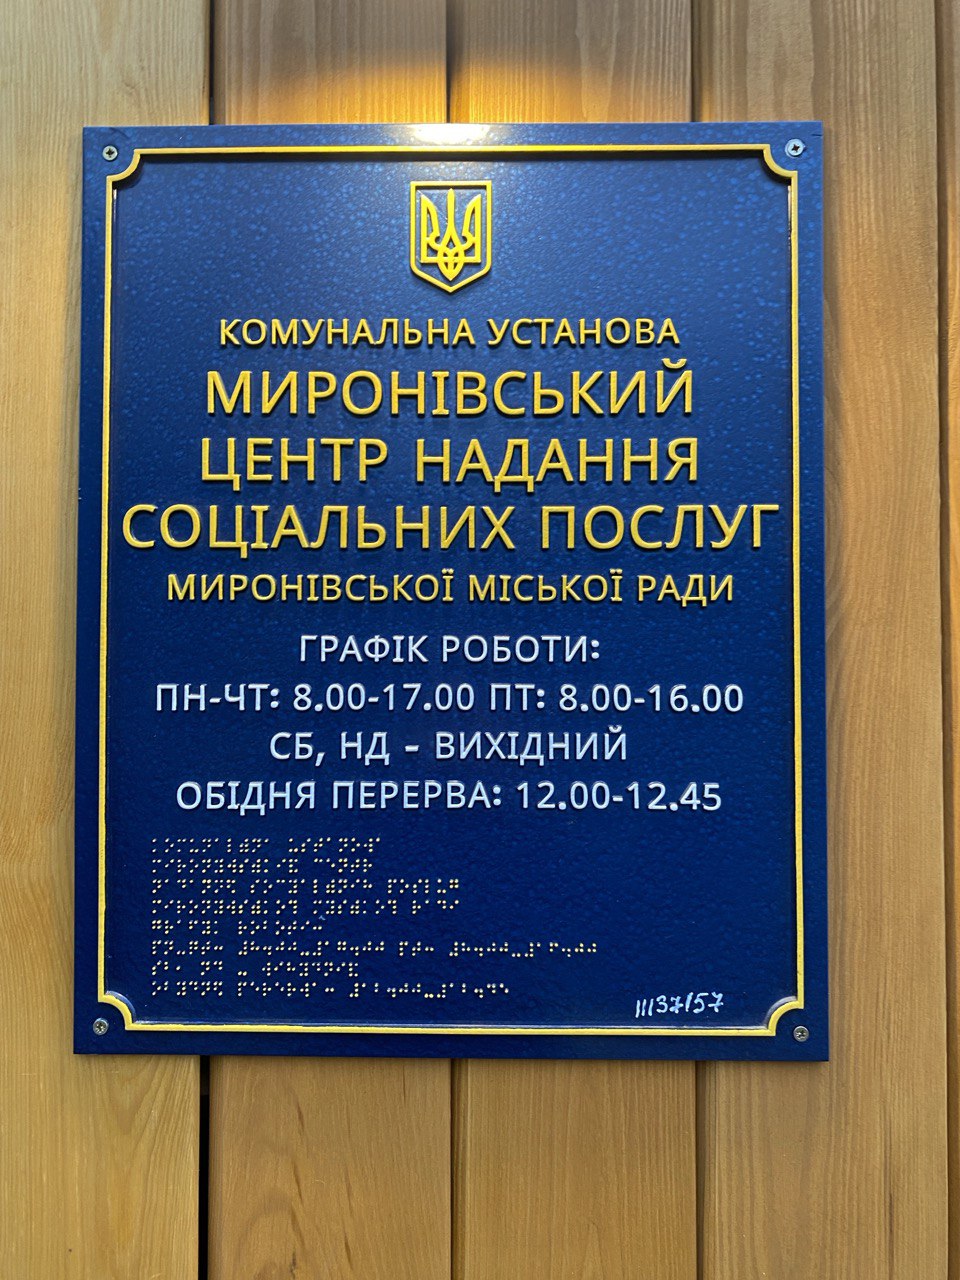 КОМУНАЛЬНА УСТАНОВА
МИРОНІВСЬКИЙ
ЦЕНТР НАДАННЯ
СОЦІАЛЬНИХ ПОСЛУГ
МИРОНІВСЬКОЇ МІСЬКОЇ РАДИ
ГРАФІК РОБОТИ:
ПН-ЧТ: 8.00-17.00 ПТ: 8.00-16.00
СБ, НД - ВИХІДНИЙ
ОБІДНЯ ПЕРЕРВА: 12.00-12.45